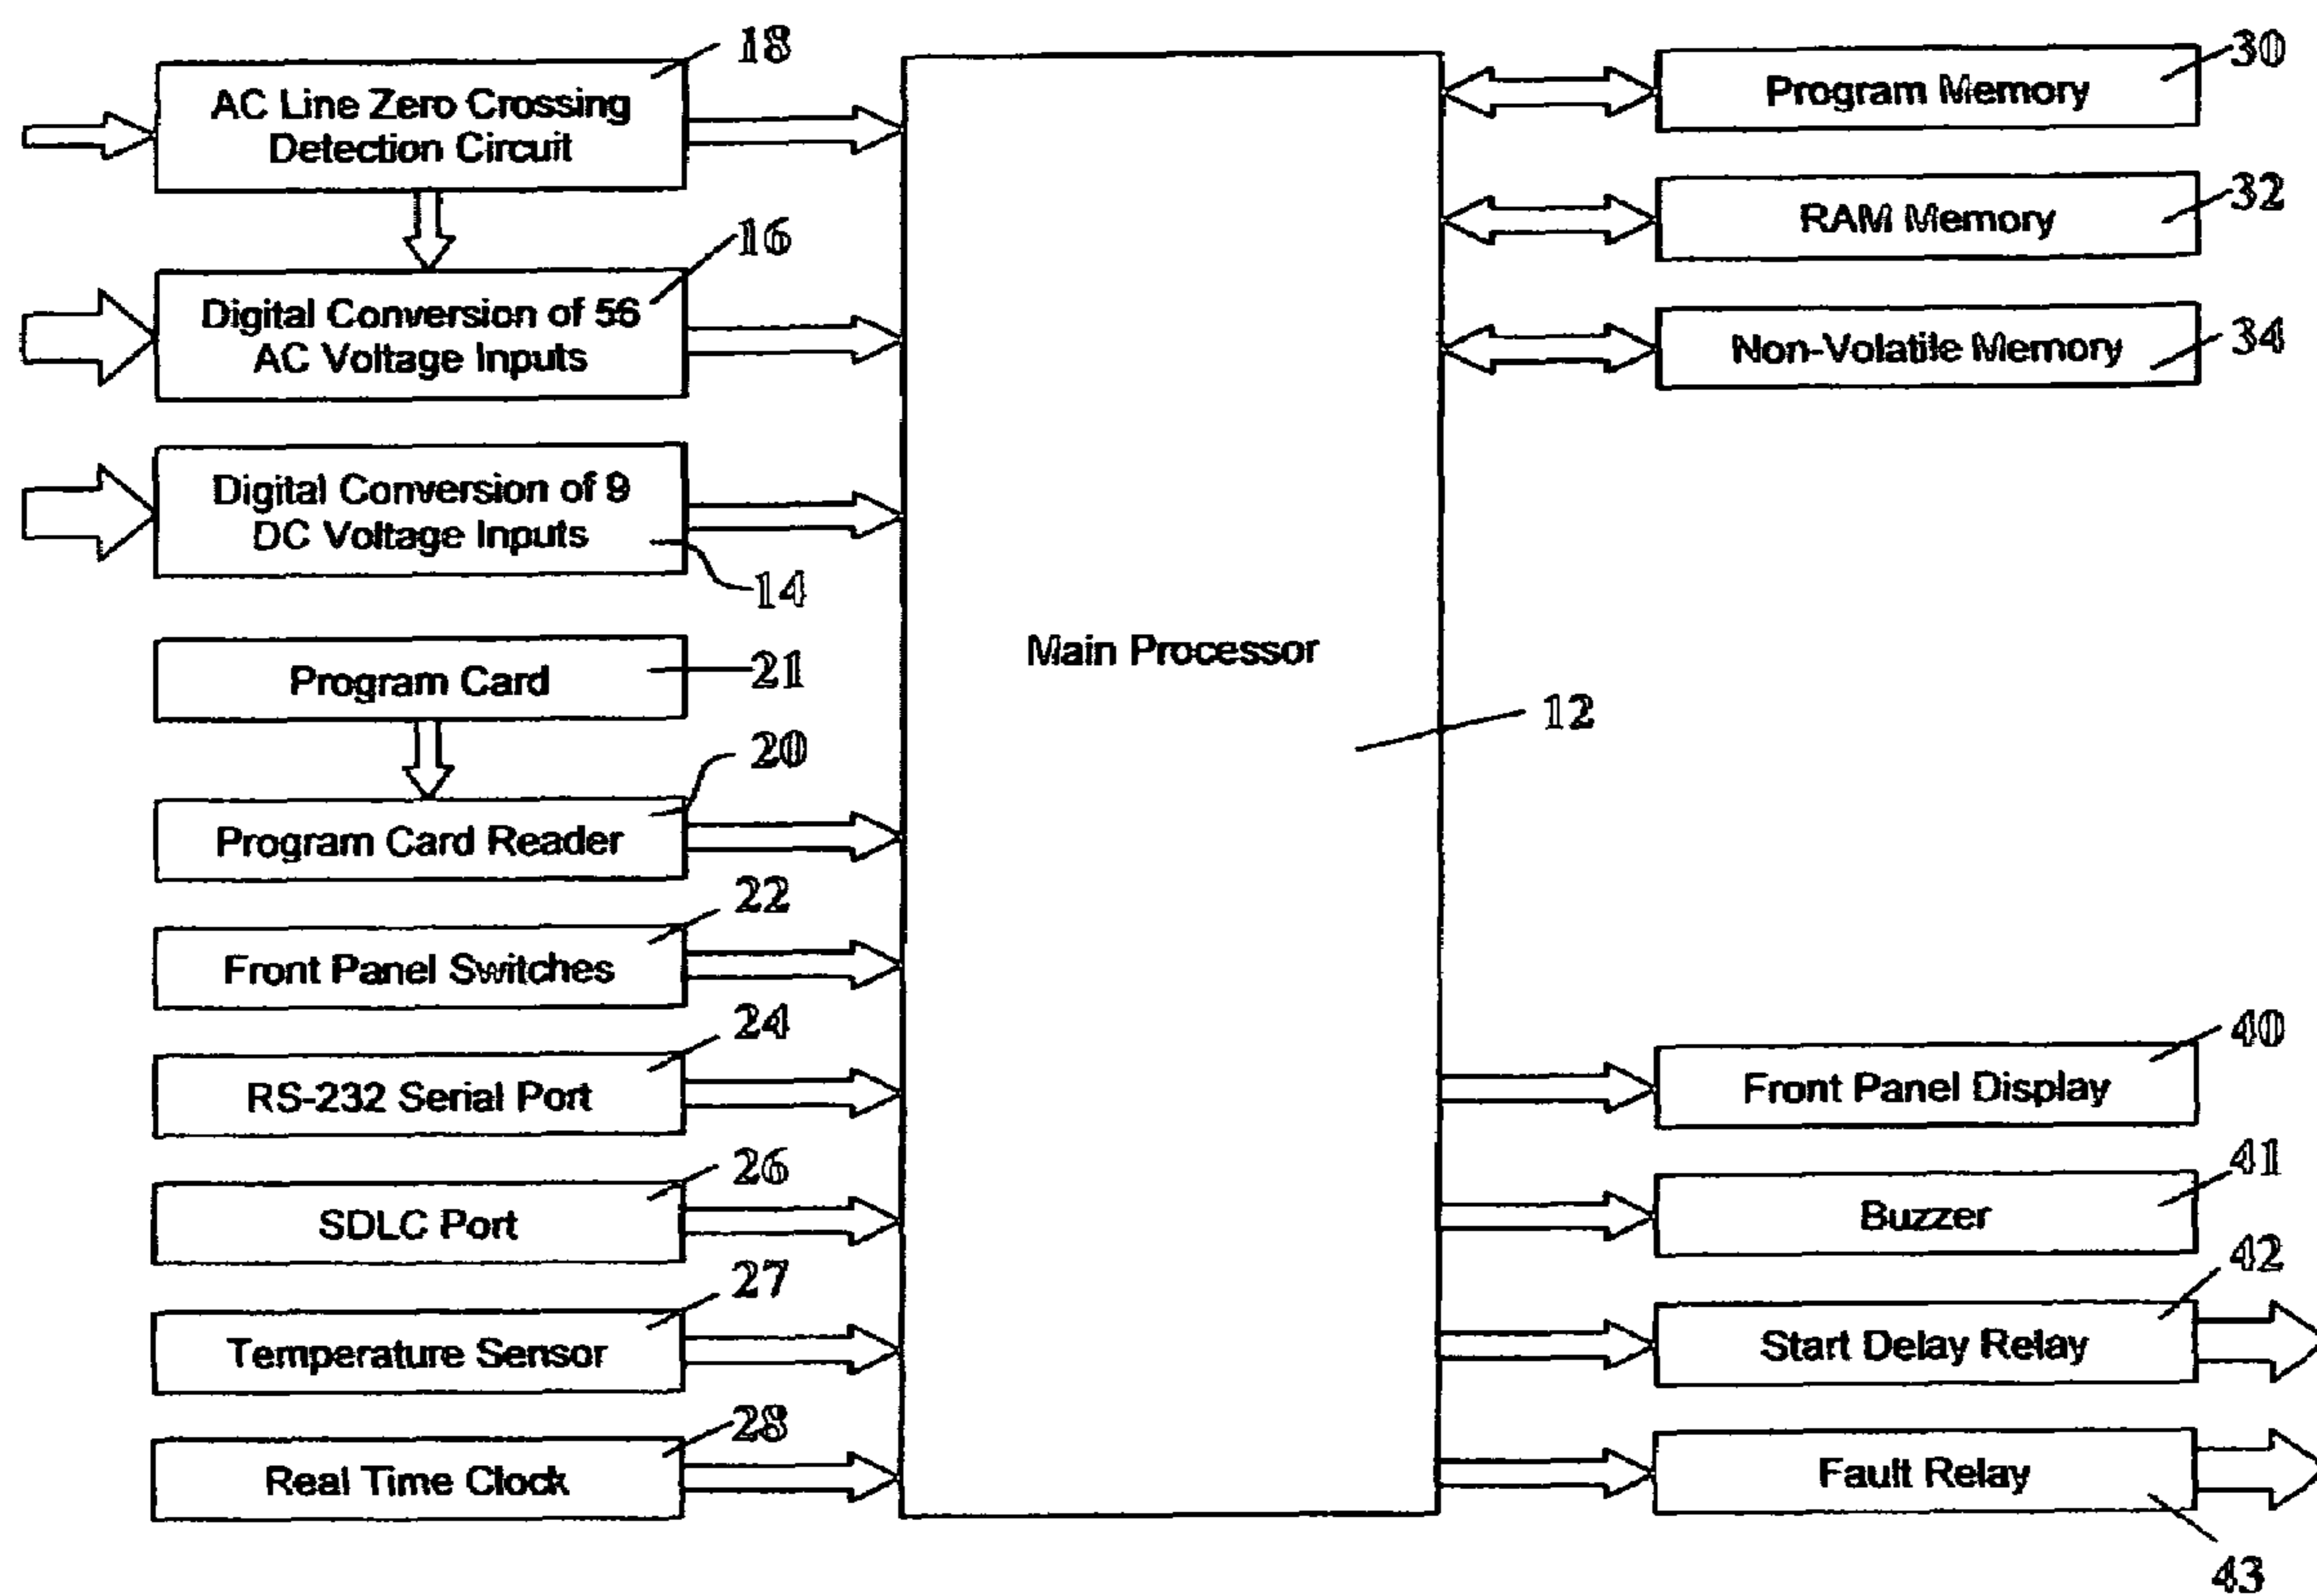 18
AC Line Zero Crossing
Detection Circuit
16
Digital Conversion of 56
AC Voltage Inputs
Digital Conversion of 9
DC Voltage Inputs
14
Program Card
21
20
Program Card Reader
22
Front Panel Switches
24
RS-232 Serial Port
26
SDLC Port
27
Temperature Sensor
28
Real Time Clock
Main Processor
12
30
Program Memory
32
RAM Memory
34
Non-Volatile Memory
40
Front Panel Display
41
Buzzer
42
Start Delay Relay
Fault Relay
43